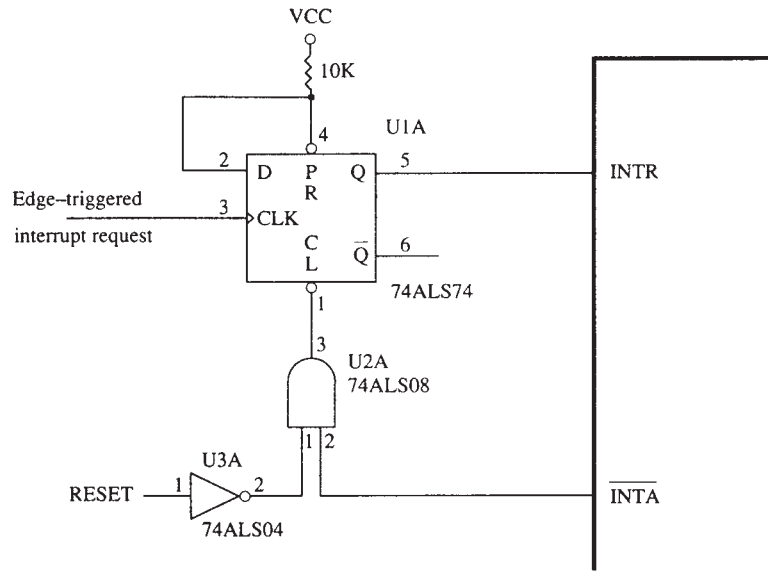 VCC
10K
4
U1A
2
D
P
R
Q
5
INTR
Edge–triggered
3
CLK
interrupt request
C
L
Q̅
6
1
74ALS74
3
U2A
74ALS08
1
2
U3A
RESET
1
2
I̅N̅T̅A̅
74ALS04